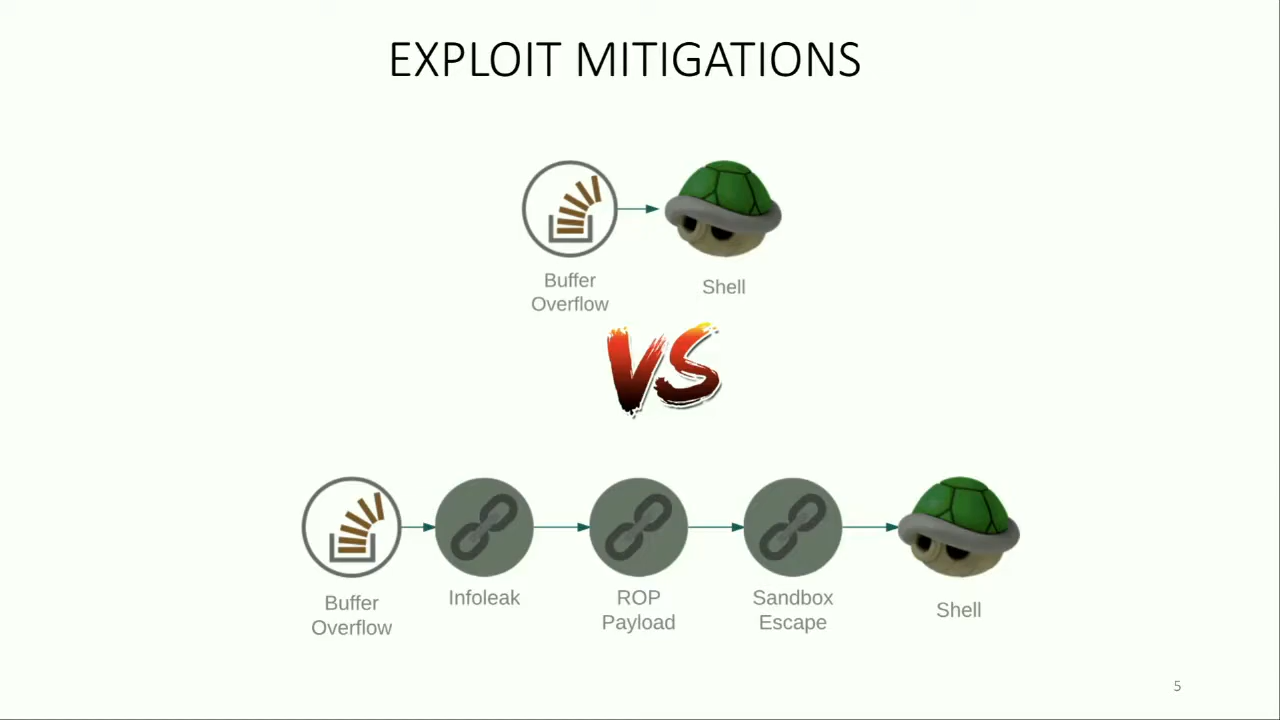 EXPLOIT MITIGATIONS
Buffer
Overflow
Shell
VS
Buffer
Overflow
Infoleak
ROP
Payload
Sandbox
Escape
Shell
5